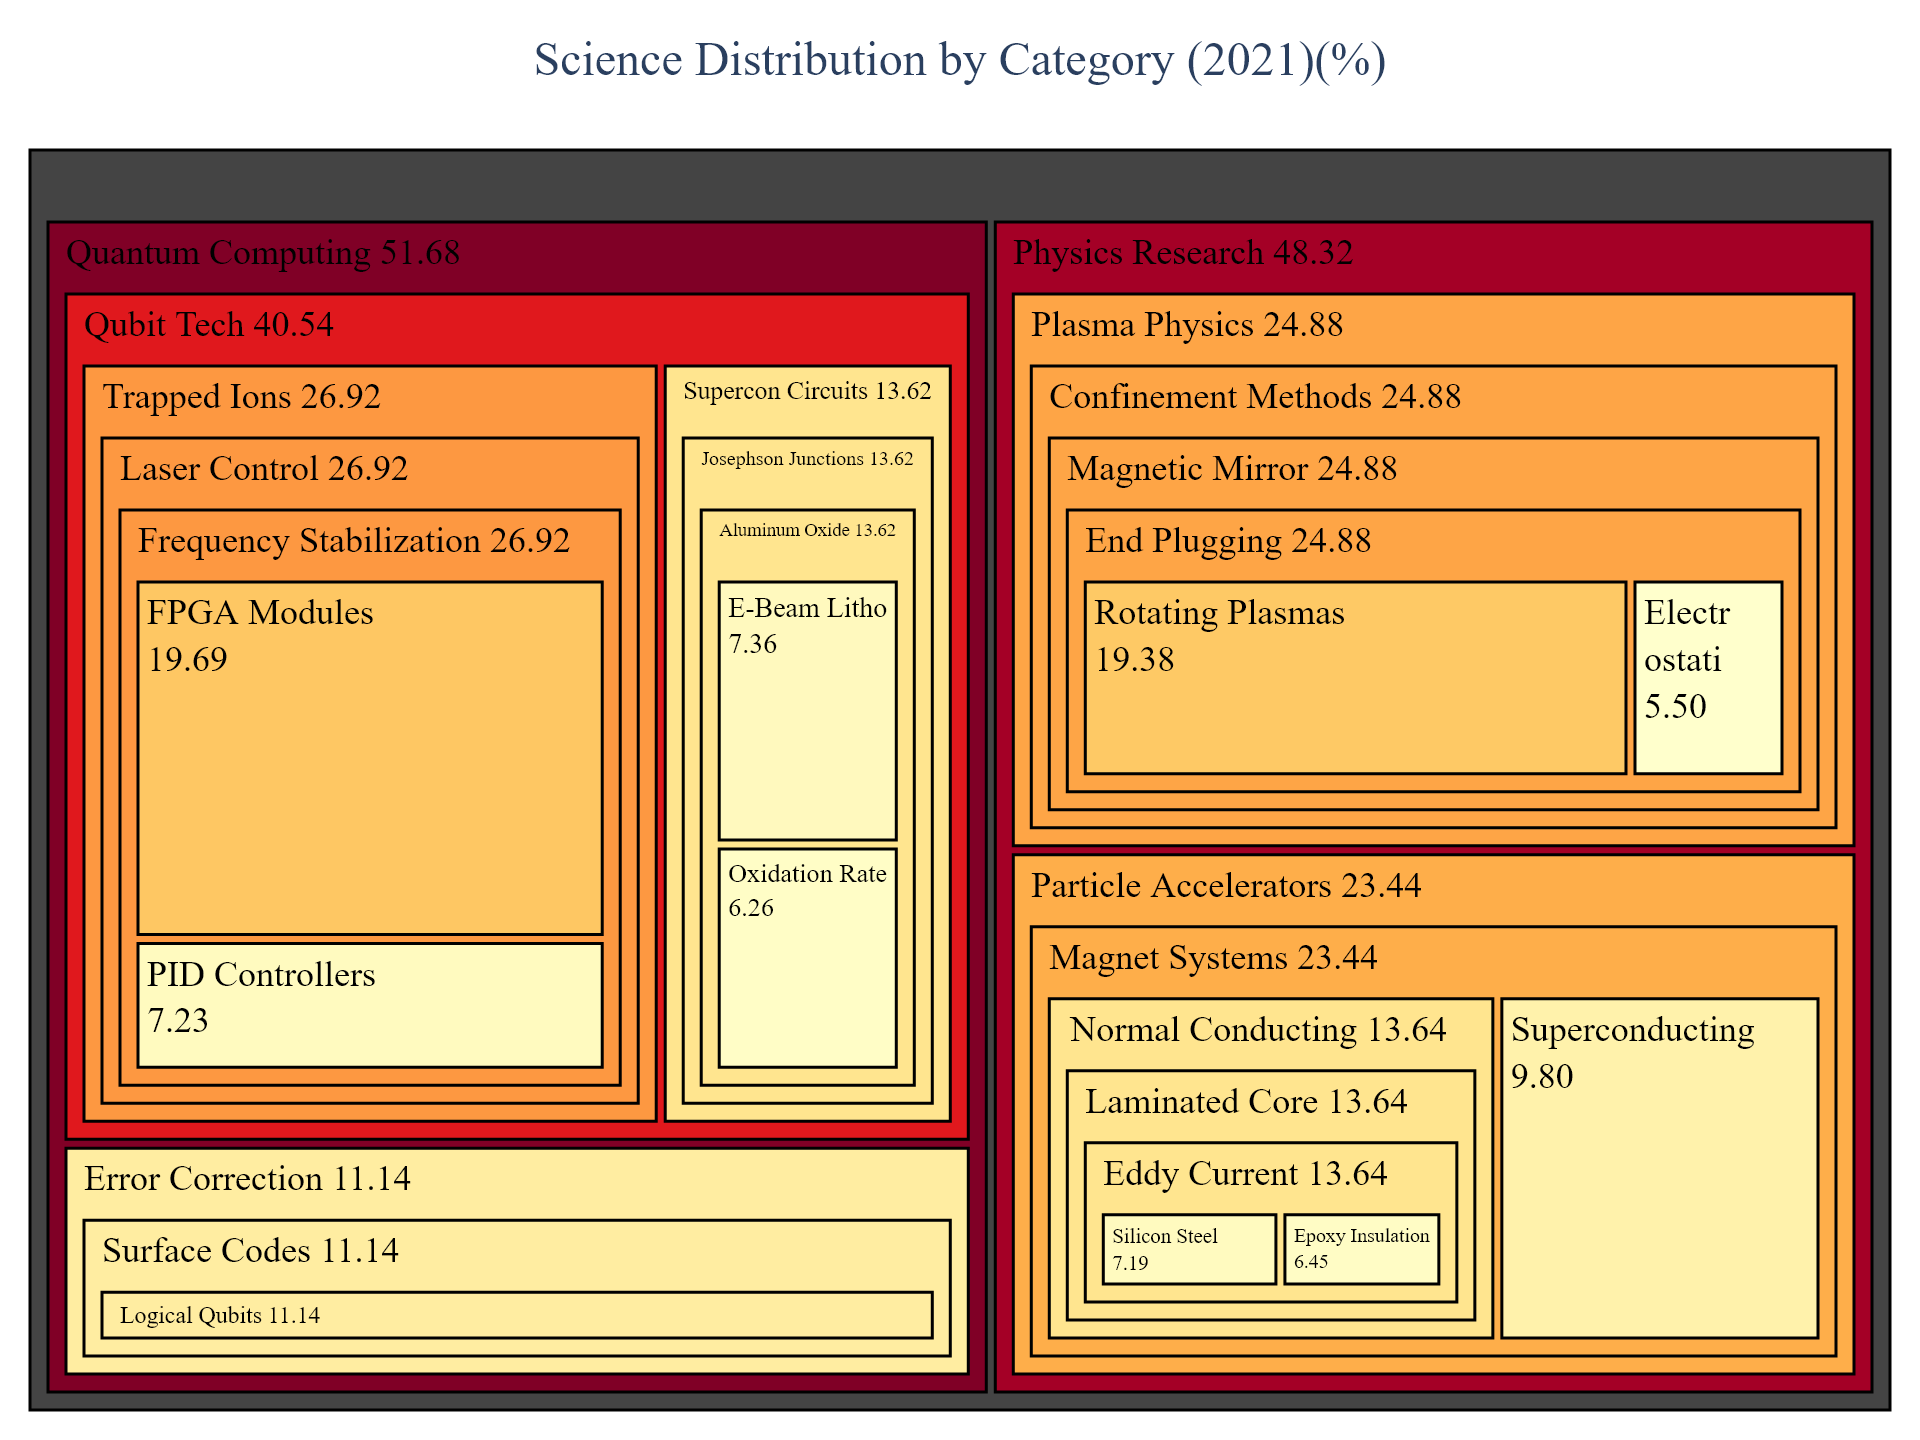 Science Distribution by Category (2021)(%)
Quantum Computing 51.68
Qubit Tech 40.54
Trapped Ions 26.92
Laser Control 26.92
Frequency Stabilization 26.92
FPGA Modules
19.69
PID Controllers
7.23
Supercon Circuits 13.62
Josephson Junctions 13.62
Aluminum Oxide 13.62
E-Beam Litho
7.36
Oxidation Rate
6.26
Error Correction 11.14
Surface Codes 11.14
Logical Qubits 11.14
Physics Research 48.32
Plasma Physics 24.88
Confinement Methods 24.88
Magnetic Mirror 24.88
End Plugging 24.88
Rotating Plasmas
19.38
Electr
ostati
5.50
Particle Accelerators 23.44
Magnet Systems 23.44
Normal Conducting 13.64
Laminated Core 13.64
Eddy Current 13.64
Silicon Steel
7.19
Epoxy Insulation
6.45
Superconducting
9.80